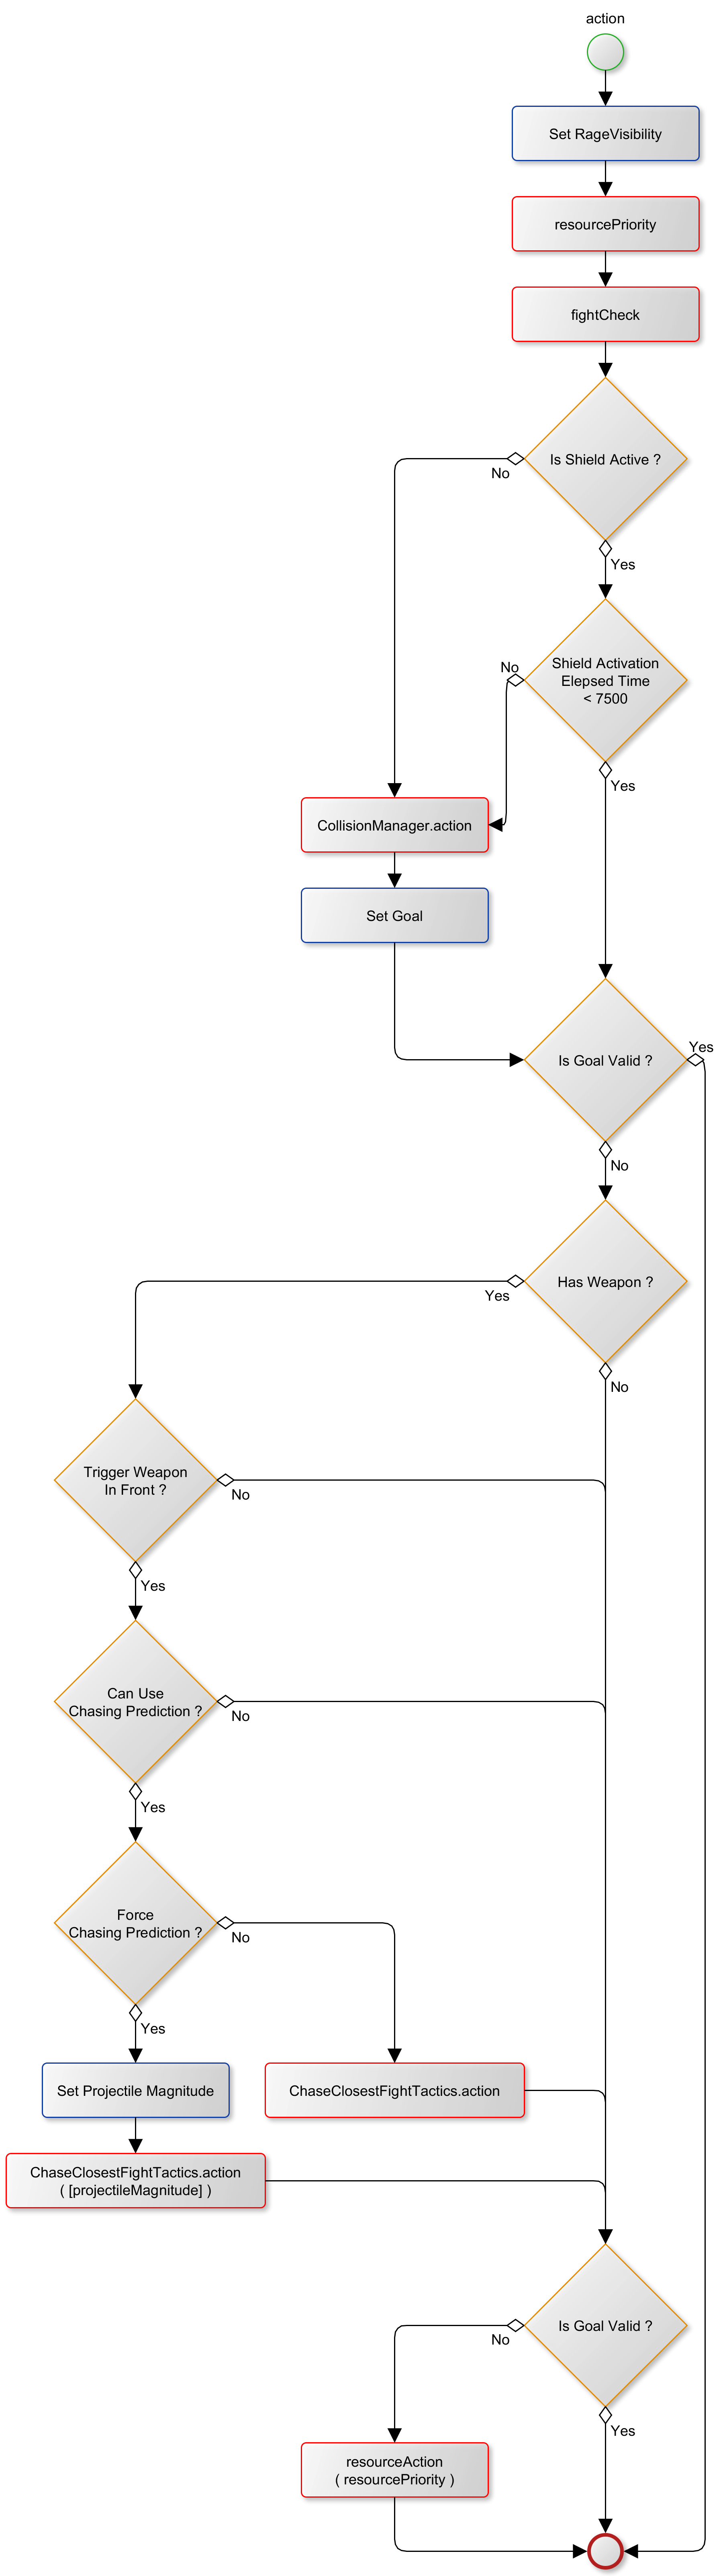 action
Set RageVisibility
resourcePriority
fightCheck
Is Shield Active ?
No
Yes
Shield Activation
Elepsed Time
< 7500
No
Yes
CollisionManager.action
Set Goal
Is Goal Valid ?
Yes
No
Has Weapon ?
Yes
No
Trigger Weapon
In Front ?
No
Yes
Can Use
Chasing Prediction ?
No
Yes
Force
Chasing Prediction ?
No
Yes
Set Projectile Magnitude
ChaseClosestFightTactics.action
ChaseClosestFightTactics.action
( [projectileMagnitude] )
Is Goal Valid ?
No
Yes
resourceAction
( resourcePriority )